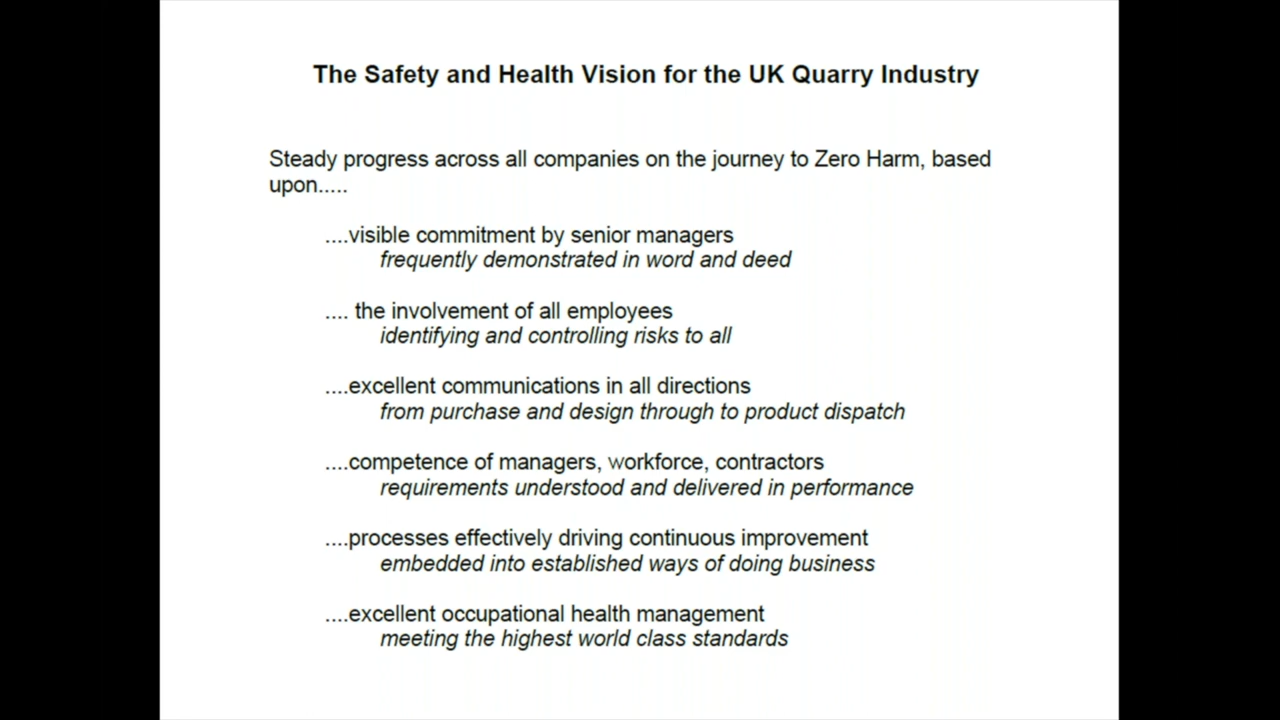 The Safety and Health Vision for the UK Quarry Industry
Steady progress across all companies on the journey to Zero Harm, based
upon.....
....visible commitment by senior managers
frequently demonstrated in word and deed
.... the involvement of all employees
identifying and controlling risks to all
....excellent communications in all directions
from purchase and design through to product dispatch
....competence of managers, workforce, contractors
requirements understood and delivered in performance
....processes effectively driving continuous improvement
embedded into established ways of doing business
....excellent occupational health management
meeting the highest world class standards